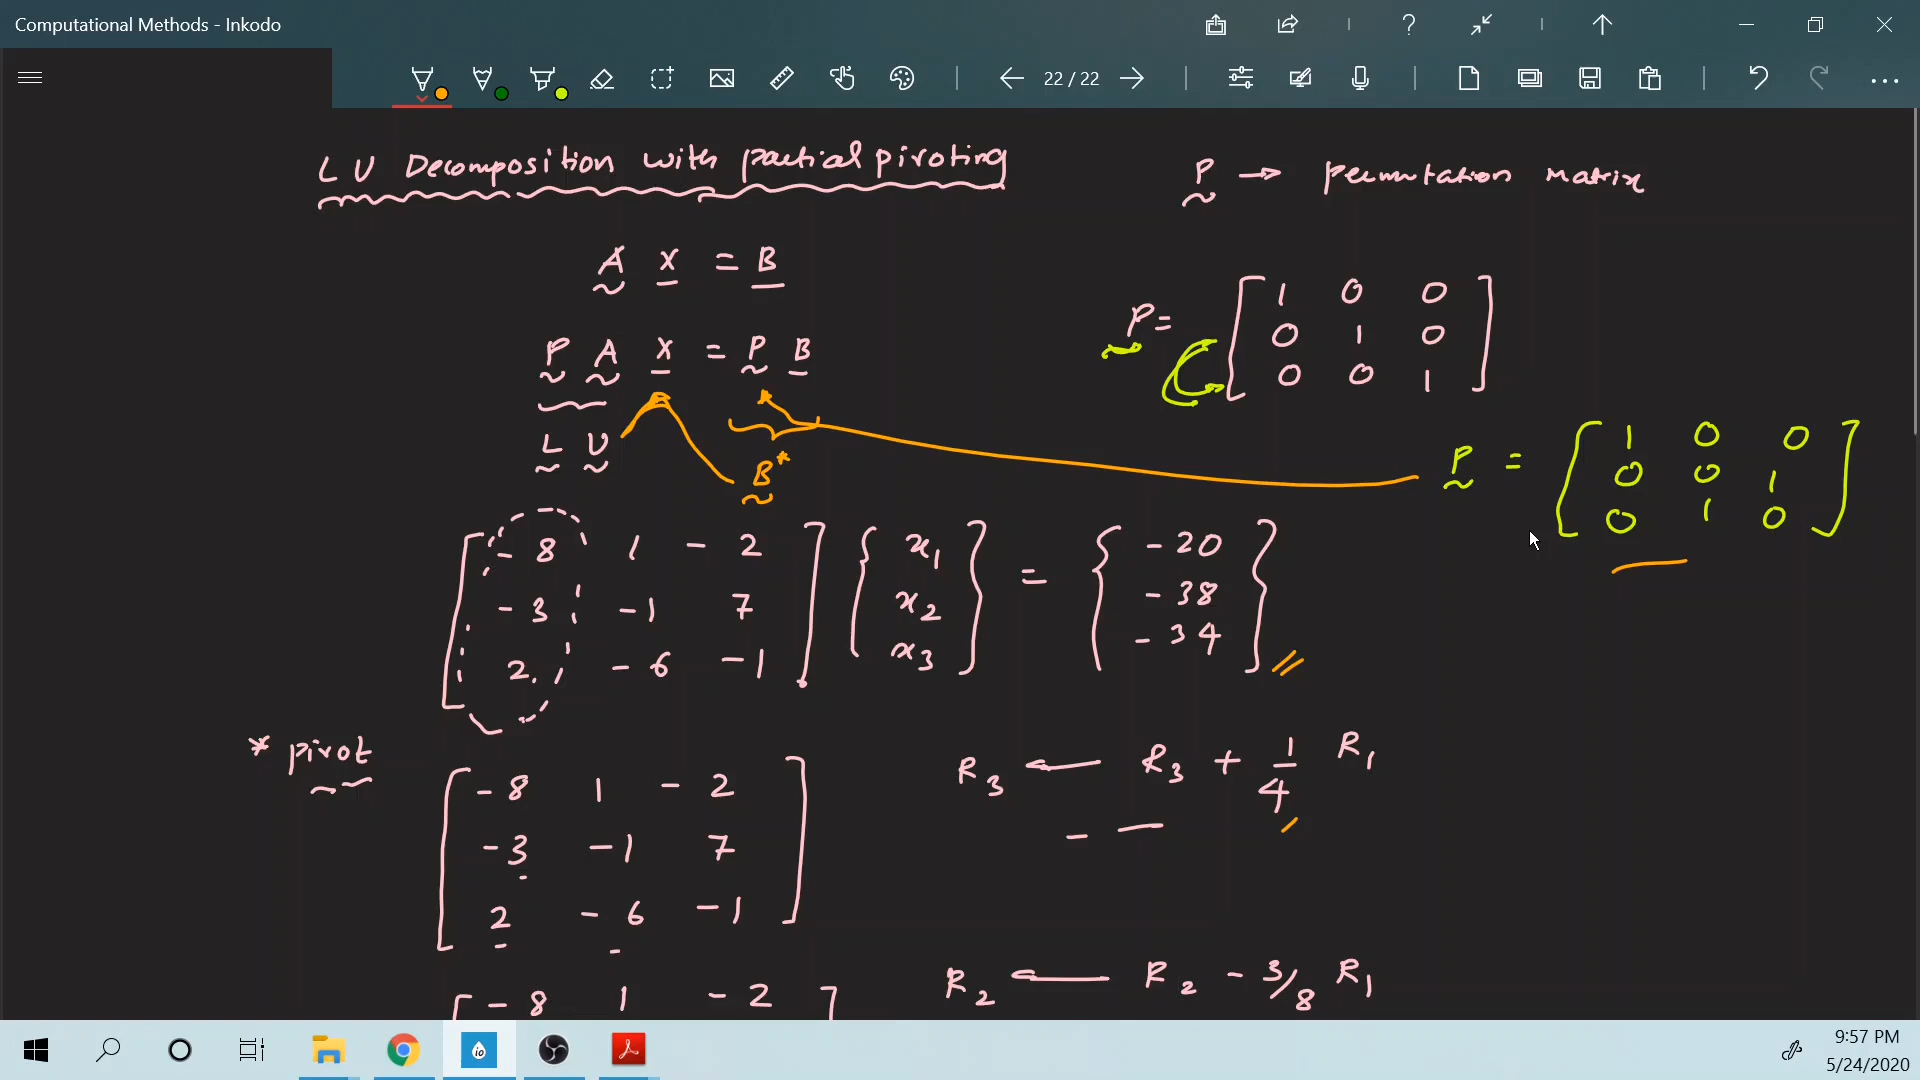 Computational Methods - Inkodo
22 / 22
LU Decomposition with partial pivoting
P → permutation matrix
A X = B
P A X = P B
L U
B*
P = [ 1 0 0
0 1 0
0 0 1 ]
P = [ 1 0 0
0 0 1
0 1 0 ]
[ -8 1 -2 ] { x1 } = { -20 }
[ -3 -1 7 ] { x2 } { -38 }
[ 2 -6 -1 ] { x3 } { -34 }
* pivot
[ -8 1 -2
-3 -1 7
2 -6 -1 ]
R3 ← R3 + 1/4 R1
[ -8 1 -2 ]
R2 ← R2 - 3/8 R1
9:57 PM
5/24/2020